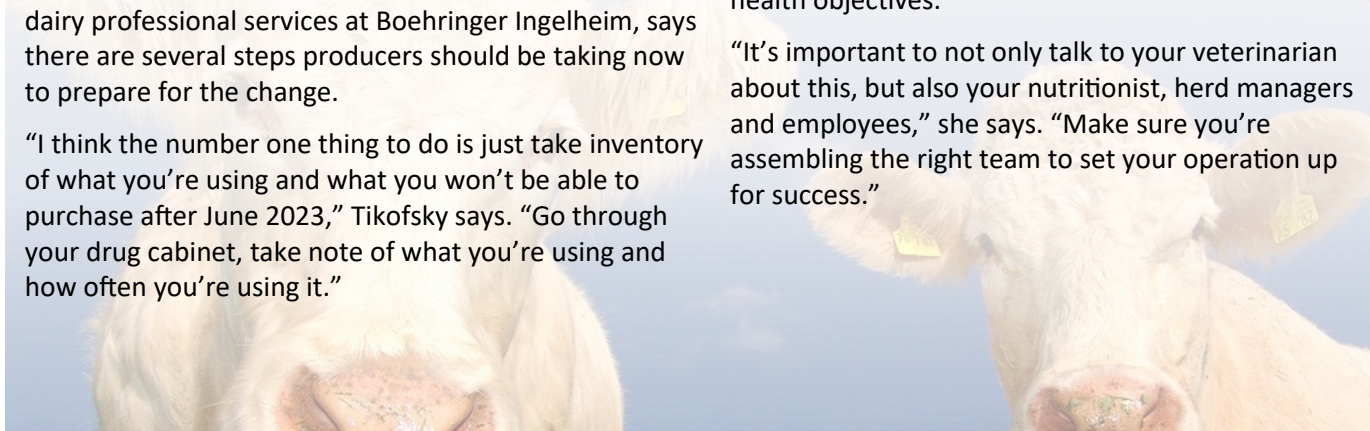 dairy professional services at Boehringer Ingelheim, says
there are several steps producers should be taking now
to prepare for the change.
“I think the number one thing to do is just take inventory
of what you’re using and what you won’t be able to
purchase after June 2023,” Tikofsky says. “Go through
your drug cabinet, take note of what you’re using and
how often you’re using it.”
health objectives.
“It’s important to not only talk to your veterinarian
about this, but also your nutritionist, herd managers
and employees,” she says. “Make sure you’re
assembling the right team to set your operation up
for success.”